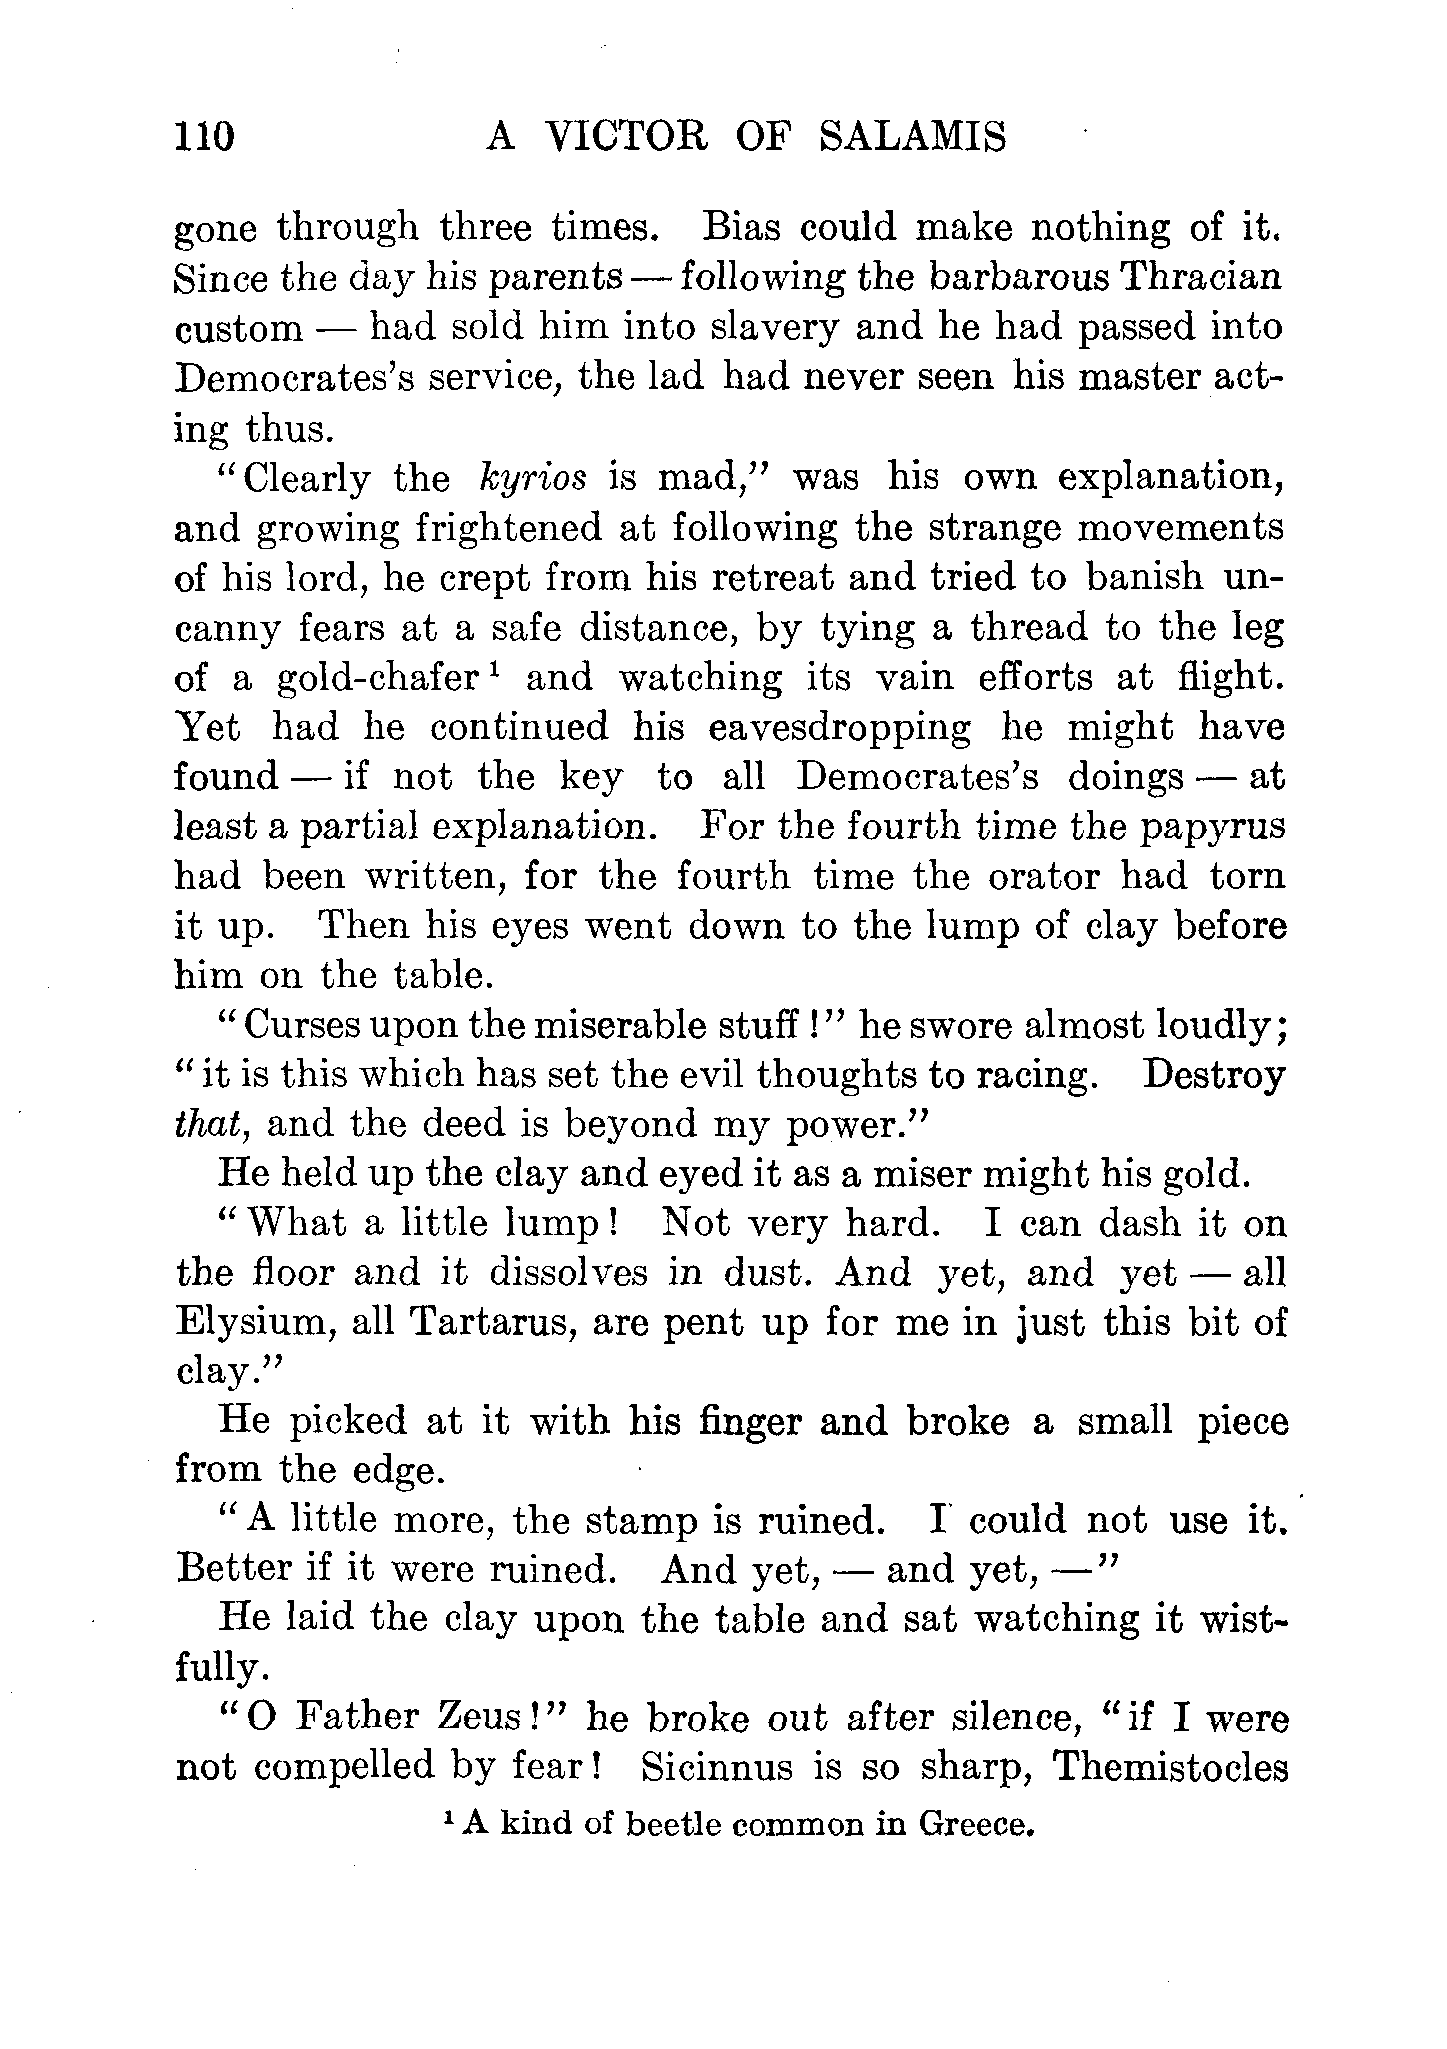 110 A VICTOR OF SALAMIS
gone through three times. Bias could make nothing of it.
Since the day his parents — following the barbarous Thracian
custom — had sold him into slavery and he had passed into
Democrates's service, the lad had never seen his master act-
ing thus.
“Clearly the kyrios is mad,” was his own explanation,
and growing frightened at following the strange movements
of his lord, he crept from his retreat and tried to banish un-
canny fears at a safe distance, by tying a thread to the leg
of a gold-chafer¹ and watching its vain efforts at flight.
Yet had he continued his eavesdropping he might have
found — if not the key to all Democrates's doings — at
least a partial explanation. For the fourth time the papyrus
had been written, for the fourth time the orator had torn
it up. Then his eyes went down to the lump of clay before
him on the table.
“Curses upon the miserable stuff!” he swore almost loudly;
“it is this which has set the evil thoughts to racing. Destroy
that, and the deed is beyond my power.”
He held up the clay and eyed it as a miser might his gold.
“What a little lump! Not very hard. I can dash it on
the floor and it dissolves in dust. And yet, and yet — all
Elysium, all Tartarus, are pent up for me in just this bit of
clay.”
He picked at it with his finger and broke a small piece
from the edge.
“A little more, the stamp is ruined. I could not use it.
Better if it were ruined. And yet, — and yet, —”
He laid the clay upon the table and sat watching it wist-
fully.
“O Father Zeus!” he broke out after silence, “if I were
not compelled by fear! Sicinnus is so sharp, Themistocles
¹ A kind of beetle common in Greece.